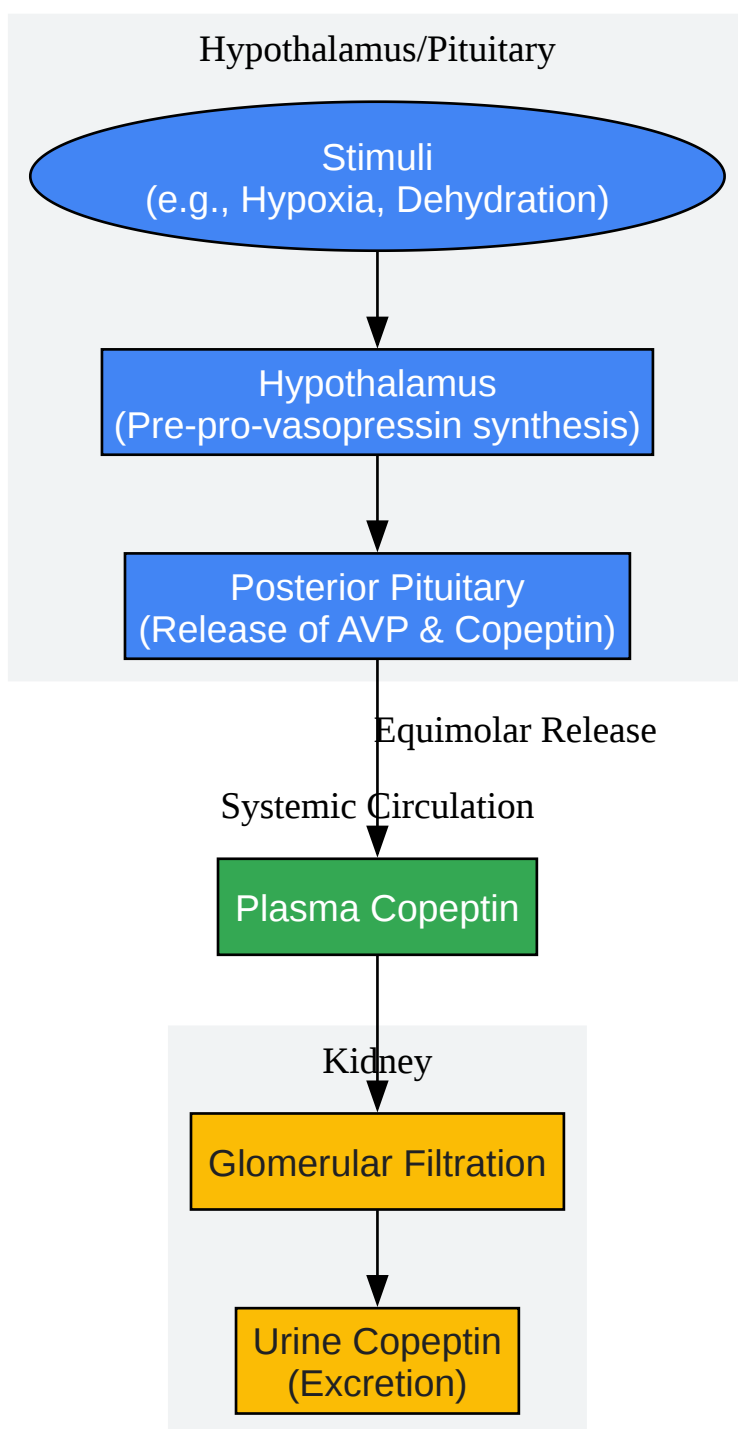 Hypothalamus/Pituitary
Stimuli
(e.g., Hypoxia, Dehydration)
Hypothalamus
(Pre-pro-vasopressin synthesis)
Posterior Pituitary
(Release of AVP & Copeptin)
Equimolar Release
Systemic Circulation
Plasma Copeptin
Kidney
Glomerular Filtration
Urine Copeptin
(Excretion)